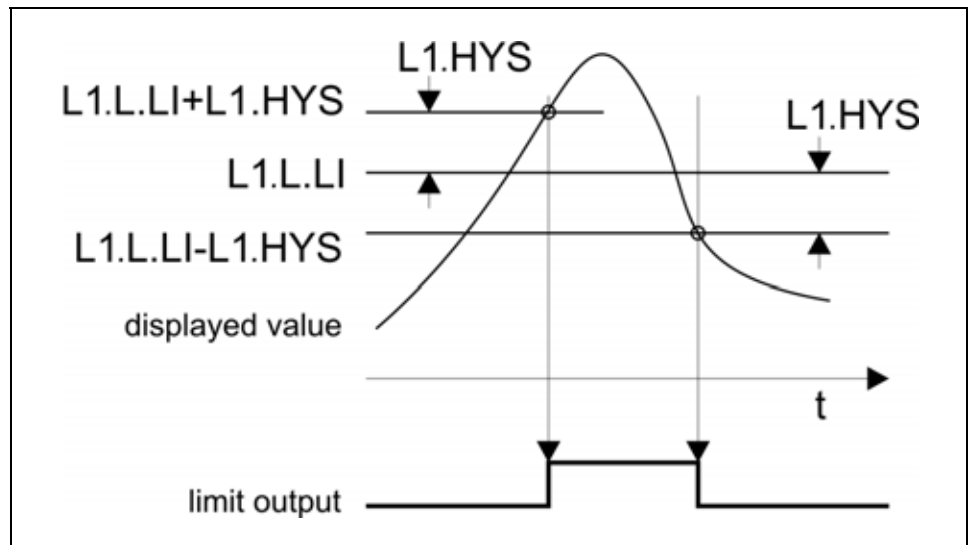 L1.HYS
L1.L.LI+L1.HYS
L1.HYS
L1.L.LI
L1.L.LI-L1.HYS
displayed value
t
limit output